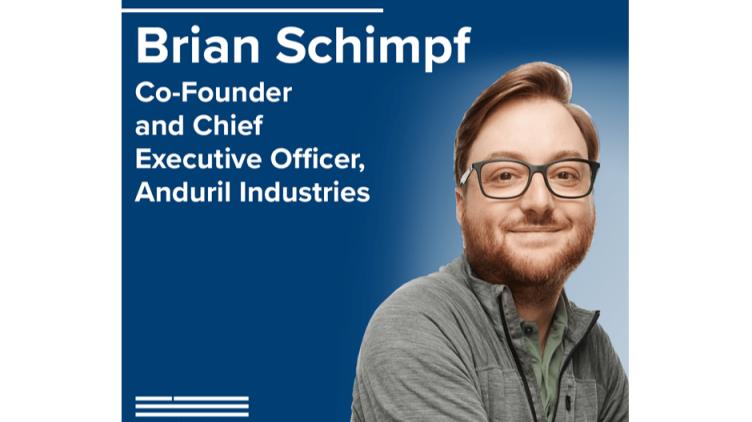 Brian Schimpf
Co-Founder
and Chief
Executive Officer,
Anduril Industries